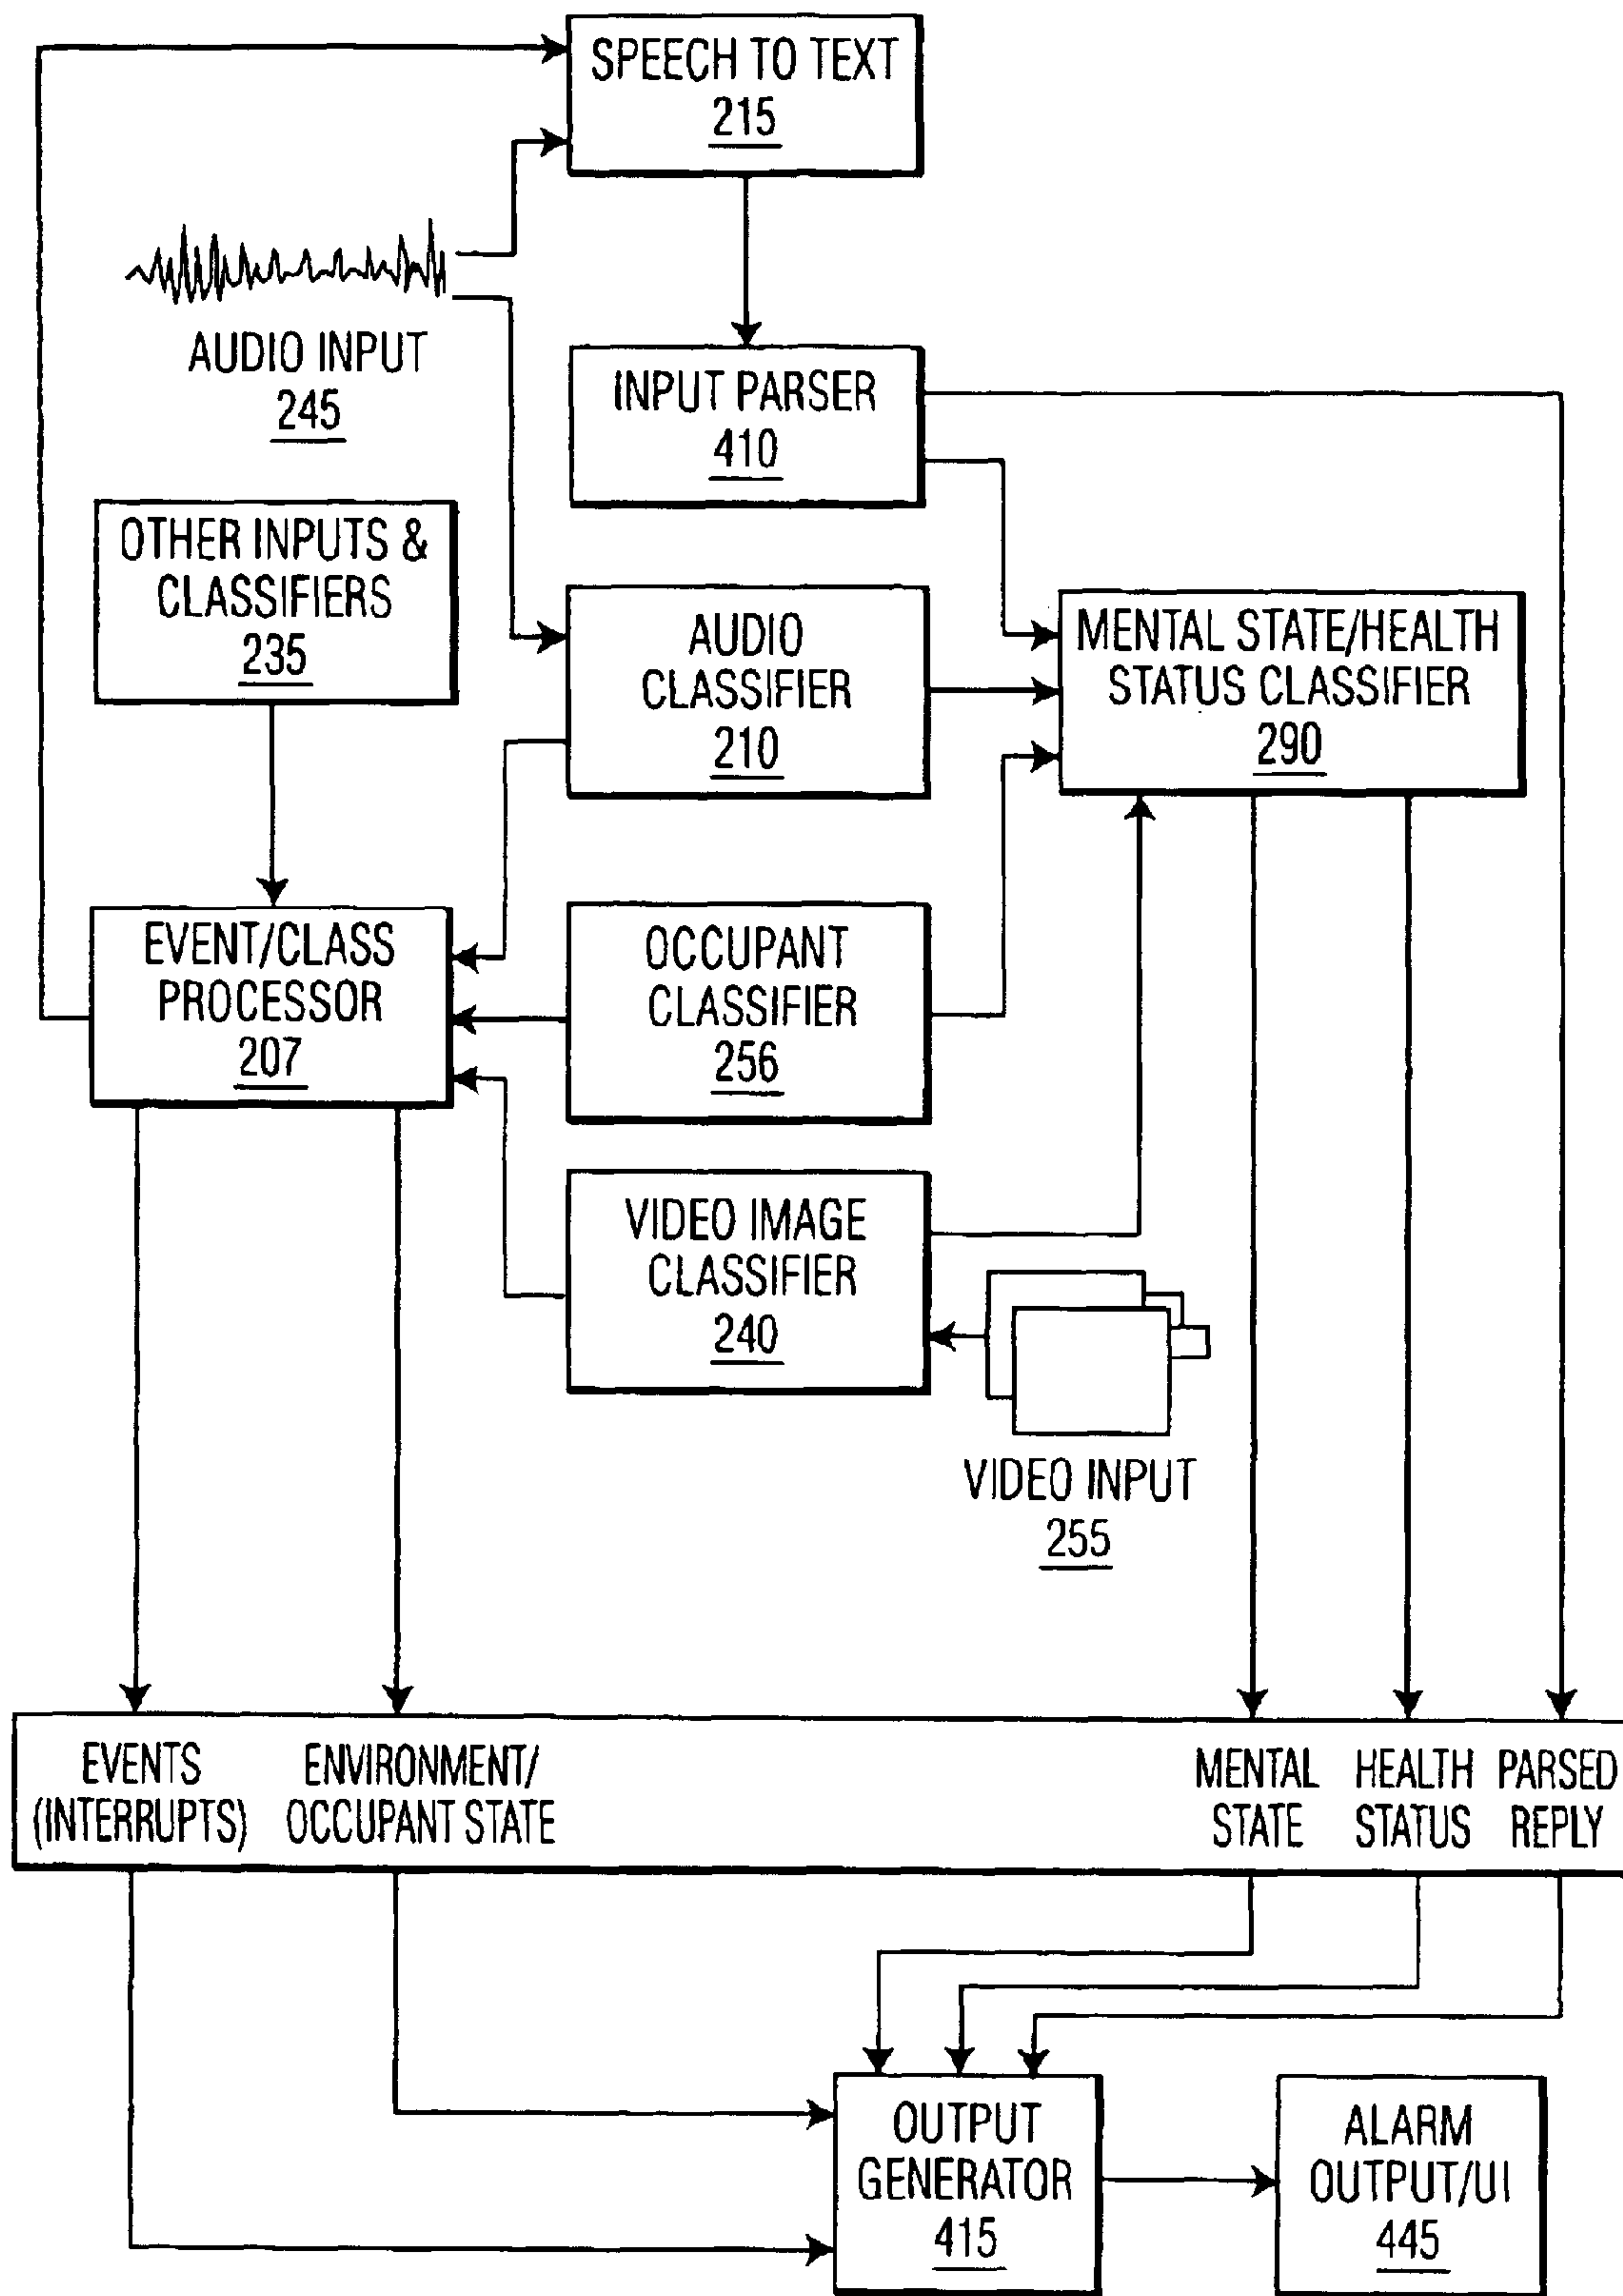 SPEECH TO TEXT
215
AUDIO INPUT
245
INPUT PARSER
410
OTHER INPUTS &
CLASSIFIERS
235
AUDIO
CLASSIFIER
210
MENTAL STATE/HEALTH
STATUS CLASSIFIER
290
EVENT/CLASS
PROCESSOR
207
OCCUPANT
CLASSIFIER
256
VIDEO IMAGE
CLASSIFIER
240
VIDEO INPUT
255
EVENTS
(INTERRUPTS)
ENVIRONMENT/
OCCUPANT STATE
MENTAL
STATE
HEALTH
STATUS
PARSED
REPLY
OUTPUT
GENERATOR
415
ALARM
OUTPUT/UI
445